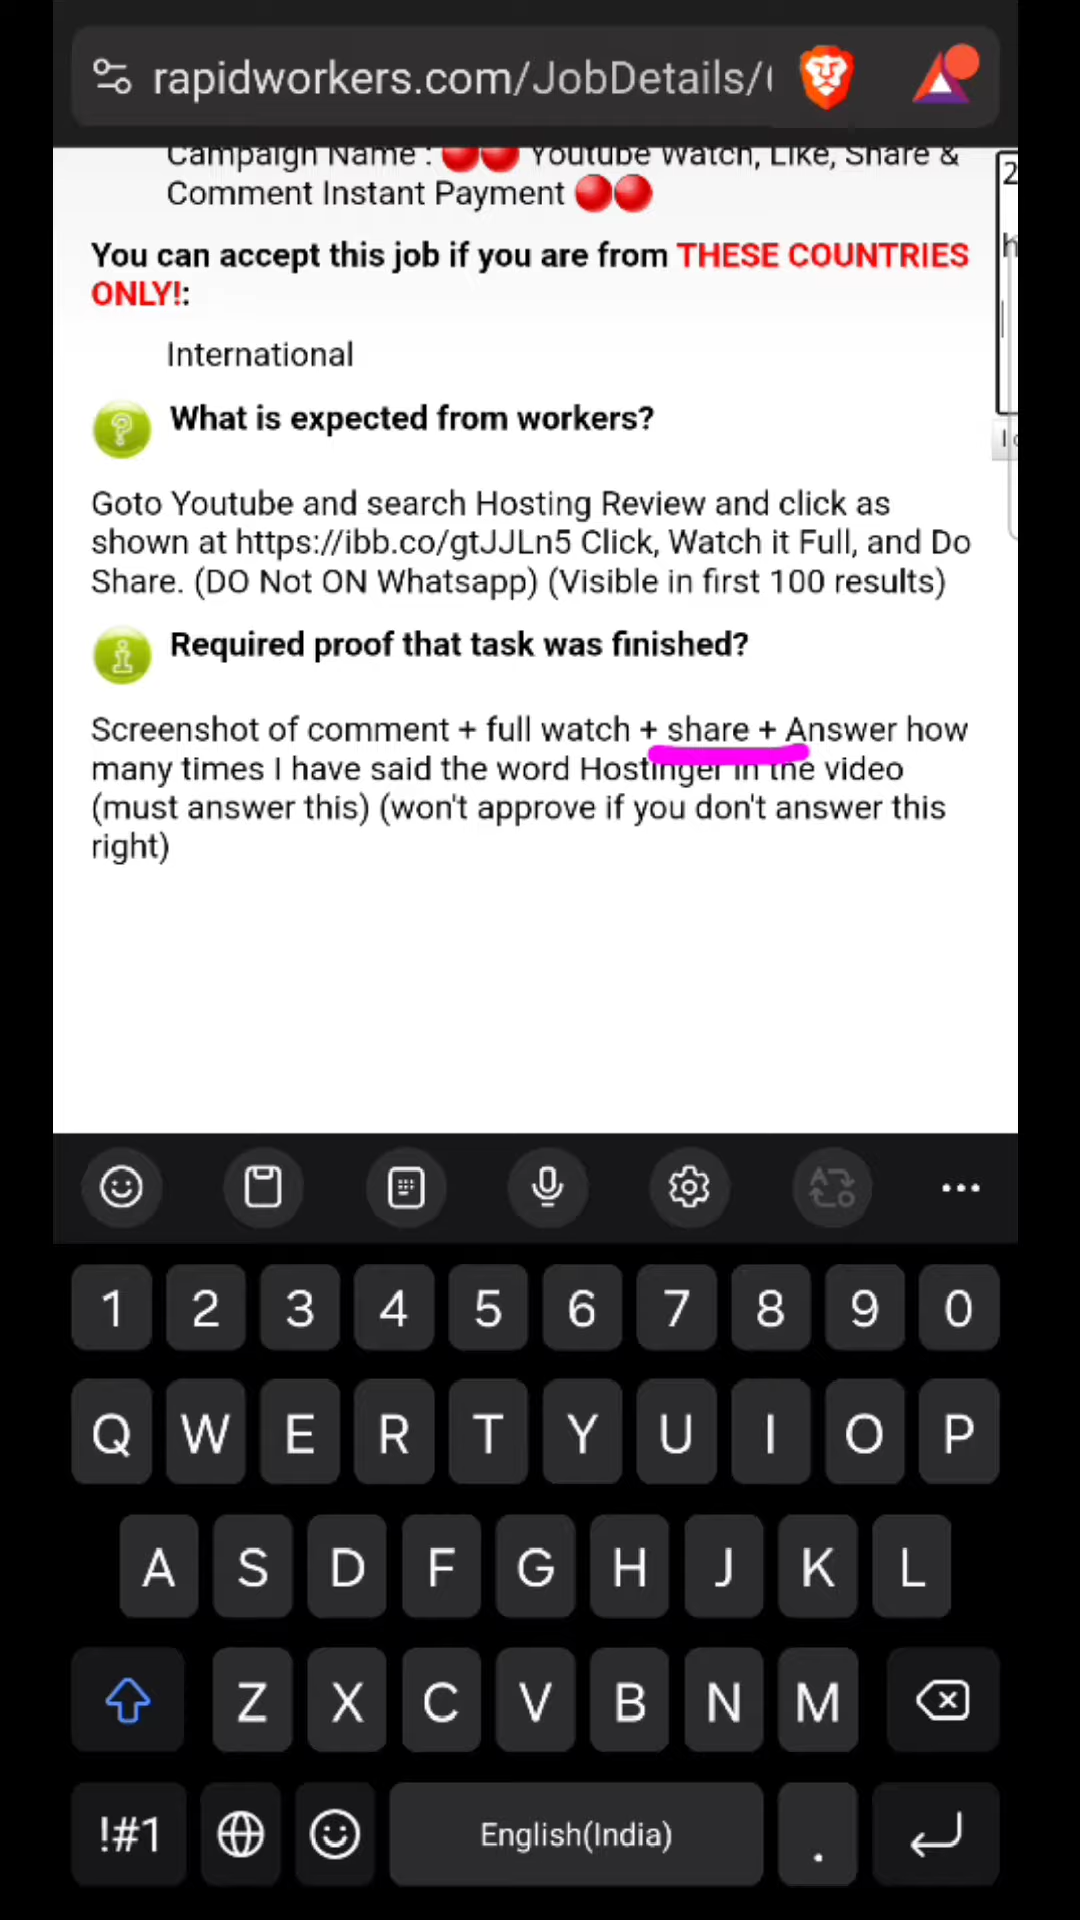 rapidworkers.com/JobDetails/
Campaign Name : Youtube Watch, Like, Share &
Comment Instant Payment
You can accept this job if you are from THESE COUNTRIES
ONLY!:
International
What is expected from workers?
Goto Youtube and search Hosting Review and click as
shown at https://ibb.co/gtJJLn5 Click, Watch it Full, and Do
Share. (DO Not ON Whatsapp) (Visible in first 100 results)
Required proof that task was finished?
Screenshot of comment + full watch + share + Answer how
many times I have said the word Hostinger in the video
(must answer this) (won't approve if you don't answer this
right)
2
h
1 2 3 4 5 6 7 8 9 0
Q W E R T Y U I O P
A S D F G H J K L
Z X C V B N M
!#1 English(India) .